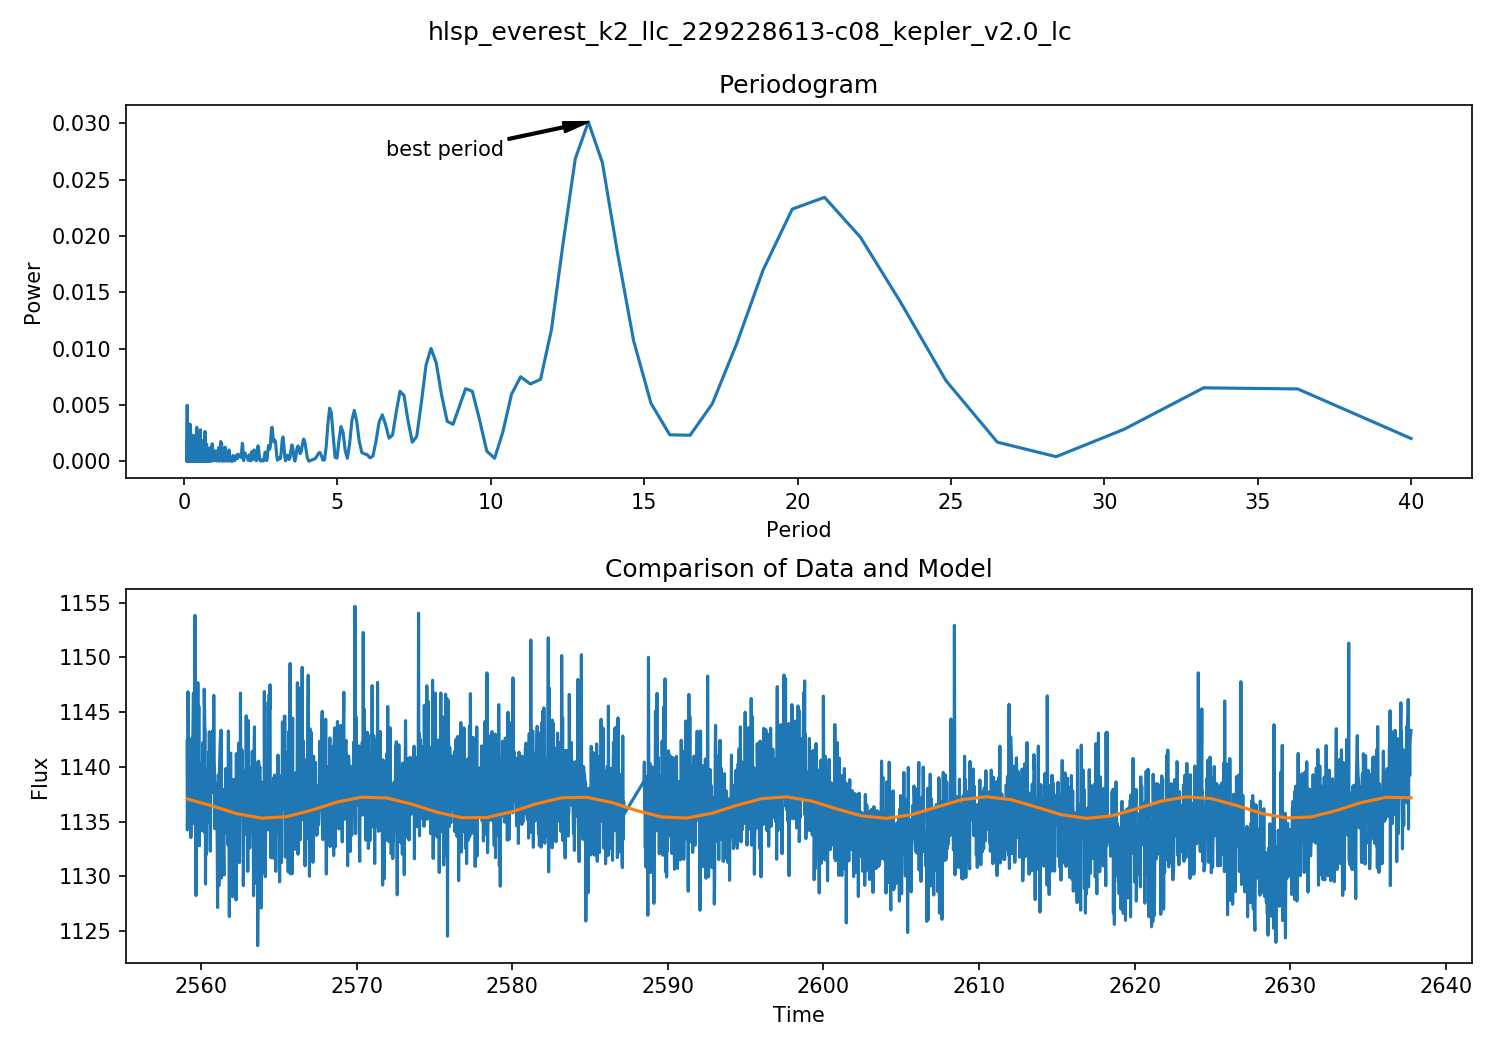 hlsp_everest_k2_llc_229228613-c08_kepler_v2.0_lc
Periodogram
0.030
0.025
0.020
0.015
0.010
0.005
0.000
Power
best period
0 5 10 15 20 25 30 35 40
Period
Comparison of Data and Model
1155
1150
1145
1140
1135
1130
1125
Flux
2560 2570 2580 2590 2600 2610 2620 2630 2640
Time